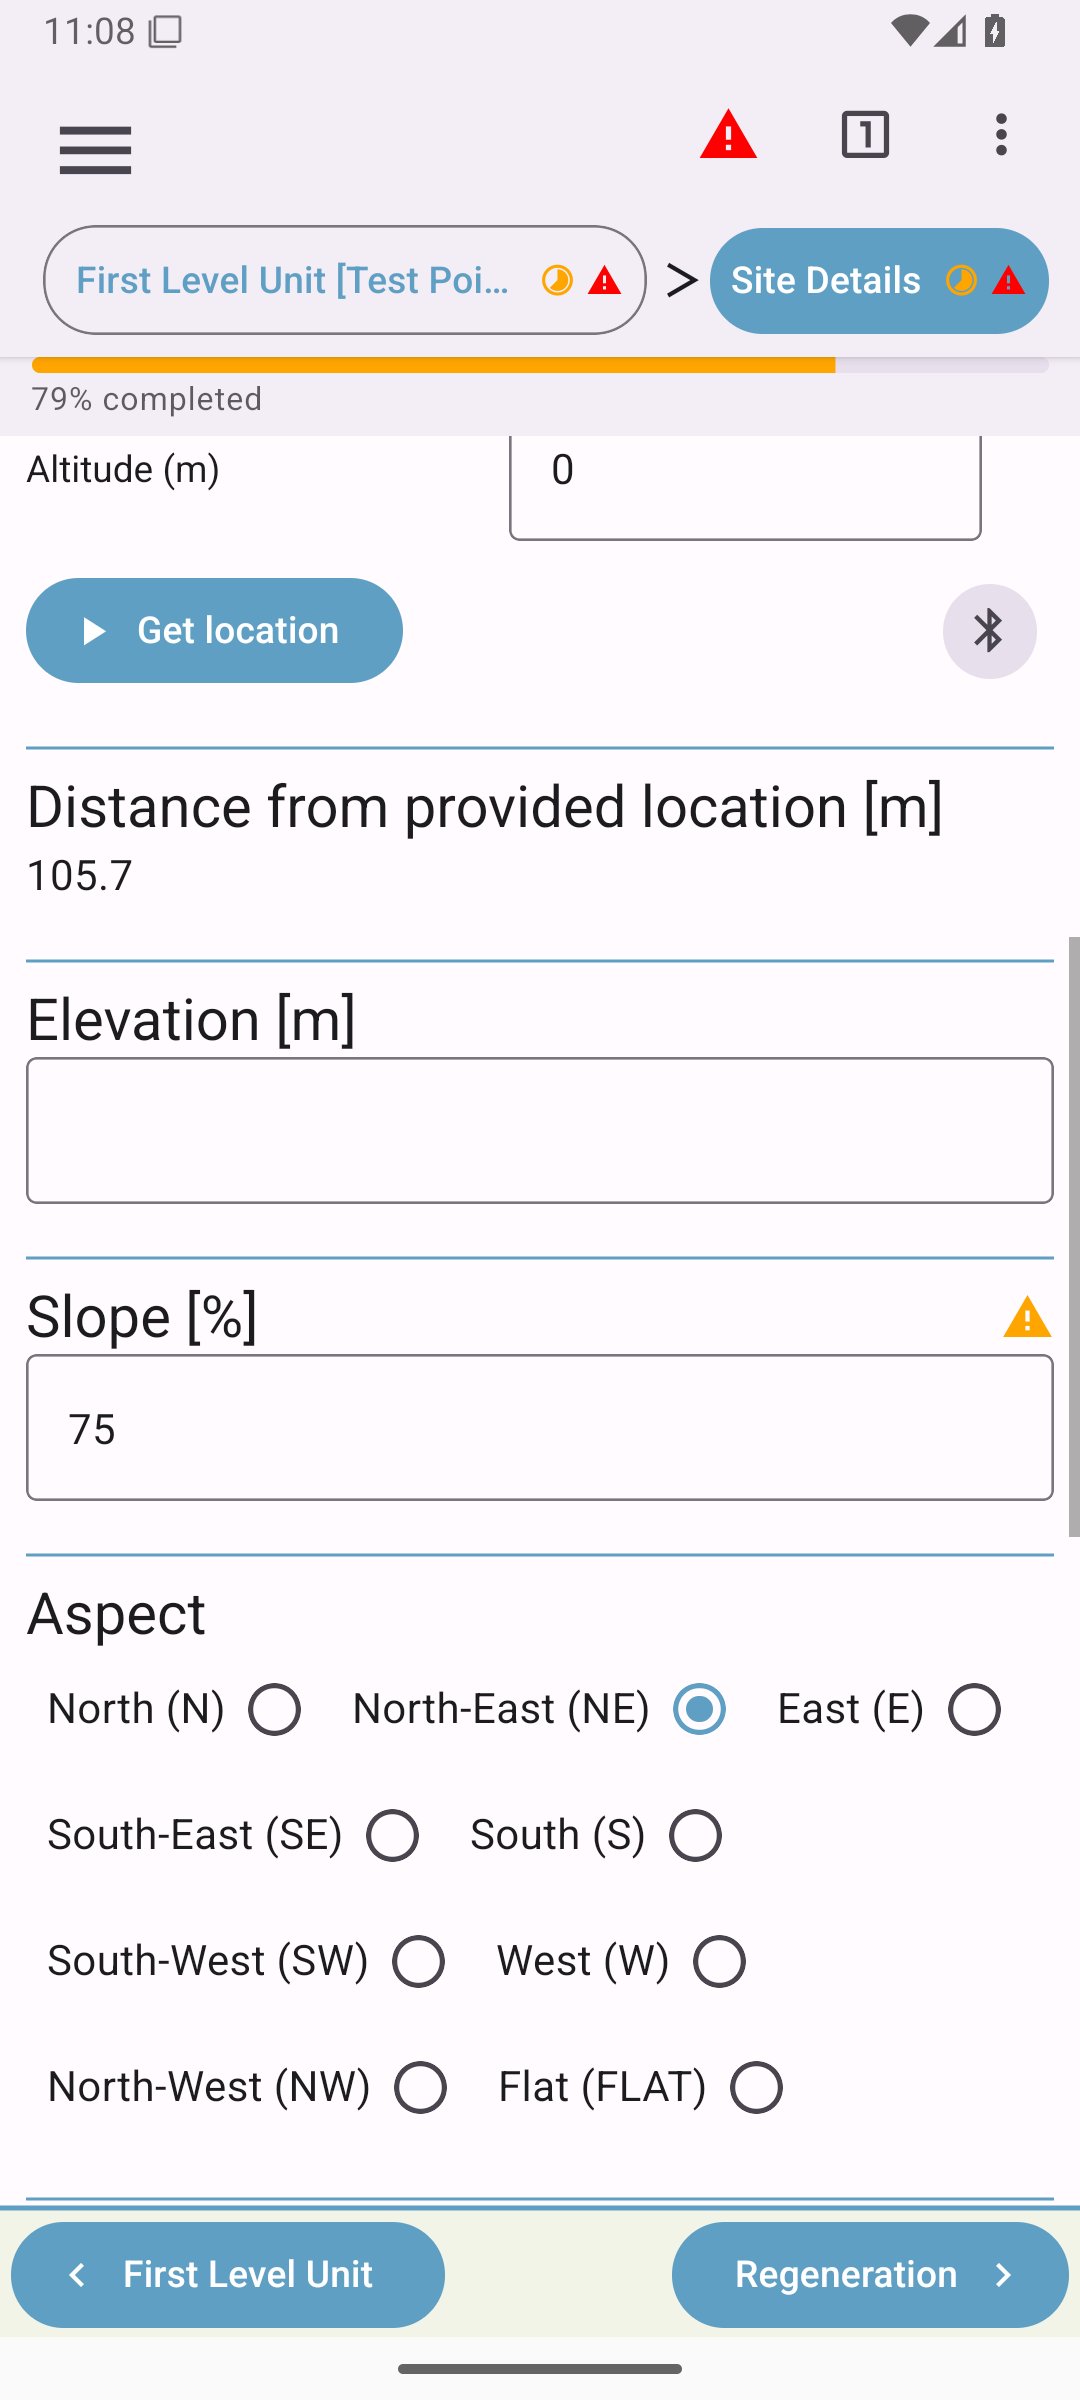 11:08
1
First Level Unit [Test Poi...
>
Site Details
79% completed
Altitude (m)
0
Get location
Distance from provided location [m]
105.7
Elevation [m]
Slope [%]
75
Aspect
North (N)
North-East (NE)
East (E)
South-East (SE)
South (S)
South-West (SW)
West (W)
North-West (NW)
Flat (FLAT)
First Level Unit
Regeneration